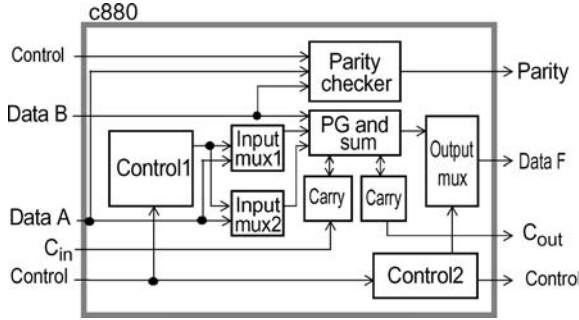 c880
Control
Parity
checker
Parity
Data B
PG and
sum
Input
mux1
Control1
Output
mux
Data F
Input
mux2
Carry
Carry
Data A
Cin
Cout
Control
Control2
Control